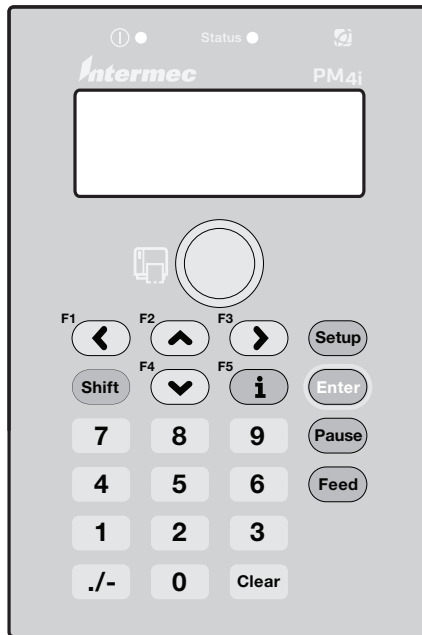 Status
Intermec PM4i
F1 F2 F3 Setup
Shift F4 F5 i Enter
7 8 9 Pause
4 5 6 Feed
1 2 3
./- 0 Clear